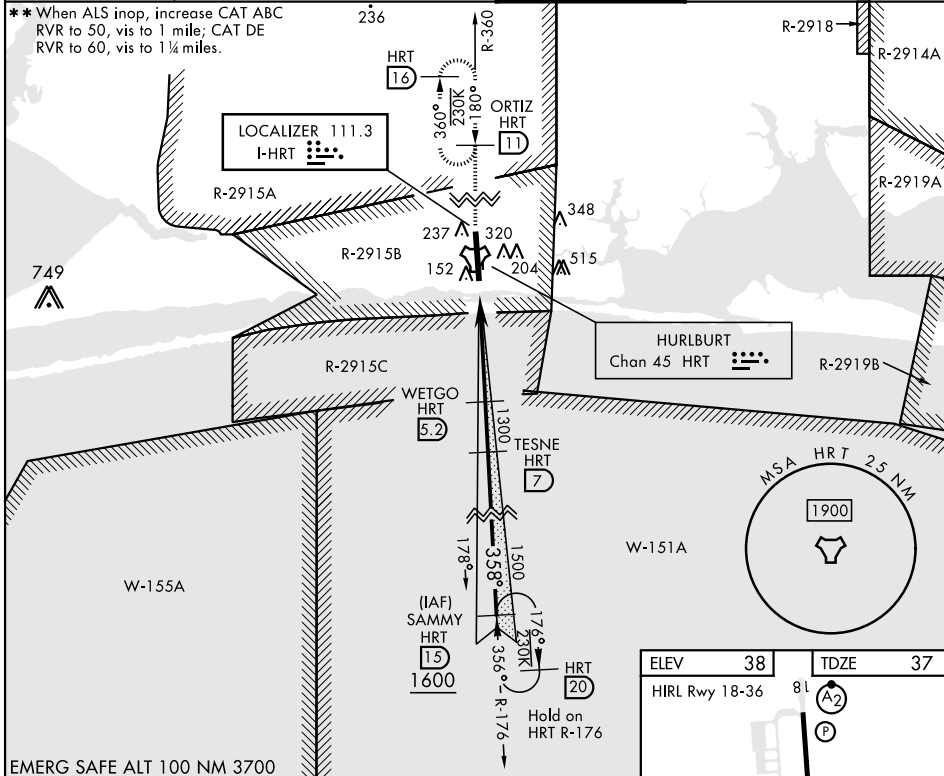 ** When ALS inop, increase CAT ABC
RVR to 50, vis to 1 mile; CAT DE
RVR to 60, vis to 1¼ miles.
236
R-360
R-2918
R-2914A
HRT
16
360°
230K
180°
ORTIZ
HRT
11
LOCALIZER 111.3
I-HRT
R-2915A
R-2919A
237
320
348
R-2915B
152
204
515
749
HURLBURT
Chan 45 HRT
R-2915C
R-2919B
WETGO
HRT
5.2
1300
TESNE
HRT
7
MSA HRT 25 NM
1900
178°
358°
1500
W-151A
W-155A
(IAF)
SAMMY
HRT
15
1600
176°
230K
356°
R-176
HRT
20
Hold on
HRT R-176
ELEV 38
TDZE 37
HIRL Rwy 18-36
18
A2
P
EMERG SAFE ALT 100 NM 3700